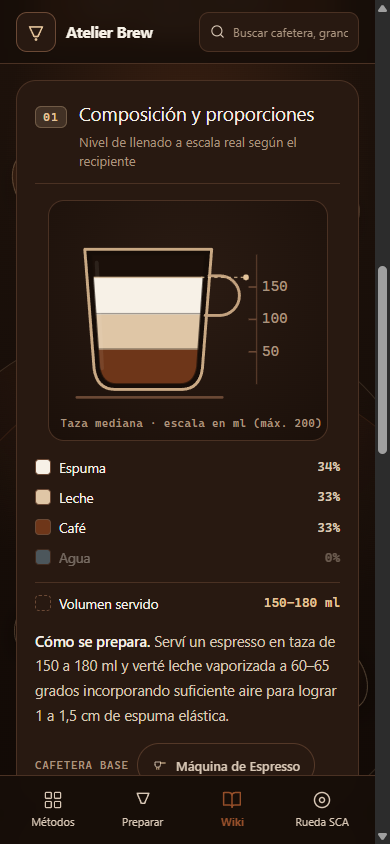 Atelier Brew
Buscar cafetera, granc
01 Composición y proporciones
Nivel de llenado a escala real según el
recipiente
150
100
50
Taza mediana · escala en ml (máx. 200)
Espuma 34%
Leche 33%
Café 33%
Agua 0%
Volumen servido 150–180 ml
Cómo se prepara. Serví un espresso en taza de
150 a 180 ml y verté leche vaporizada a 60–65
grados incorporando suficiente aire para lograr
1 a 1,5 cm de espuma elástica.
CAFETERA BASE Máquina de Espresso
Métodos Preparar Wiki Rueda SCA